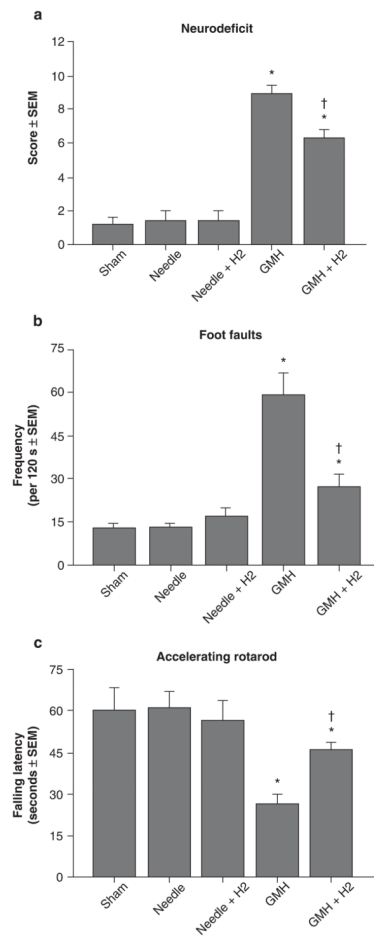 a
Neurodeficit
Score ± SEM
12
10
8
6
4
2
0
*
†
*
Sham
Needle
Needle + H2
GMH
GMH + H2
b
Foot faults
Frequency
(per 120 s ± SEM)
75
60
45
30
15
0
*
†
*
Sham
Needle
Needle + H2
GMH
GMH + H2
c
Accelerating rotarod
Falling latency
(seconds ± SEM)
75
60
45
30
15
0
*
†
*
Sham
Needle
Needle + H2
GMH
GMH + H2